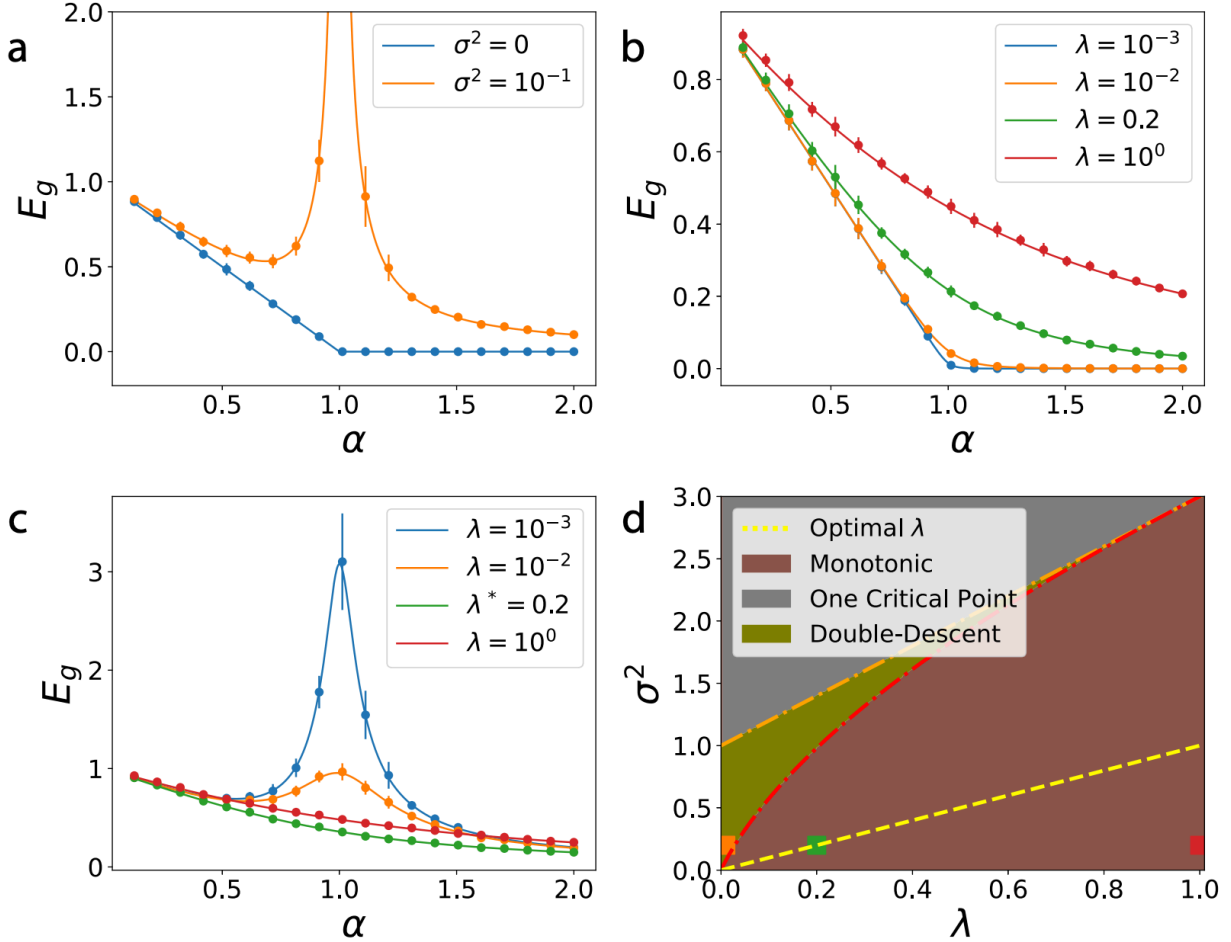 a
2.0
1.5
1.0
0.5
0.0
E_g
0.5
1.0
1.5
2.0
α
σ² = 0
σ² = 10⁻¹
b
0.8
0.6
0.4
0.2
0.0
E_g
0.5
1.0
1.5
2.0
α
λ = 10⁻³
λ = 10⁻²
λ = 0.2
λ = 10⁰
c
3
2
1
0
E_g
0.5
1.0
1.5
2.0
α
λ = 10⁻³
λ = 10⁻²
λ* = 0.2
λ = 10⁰
d
3.0
2.5
2.0
1.5
1.0
0.5
0.0
σ²
0.0
0.2
0.4
0.6
0.8
1.0
λ
Optimal λ
Monotonic
One Critical Point
Double-Descent